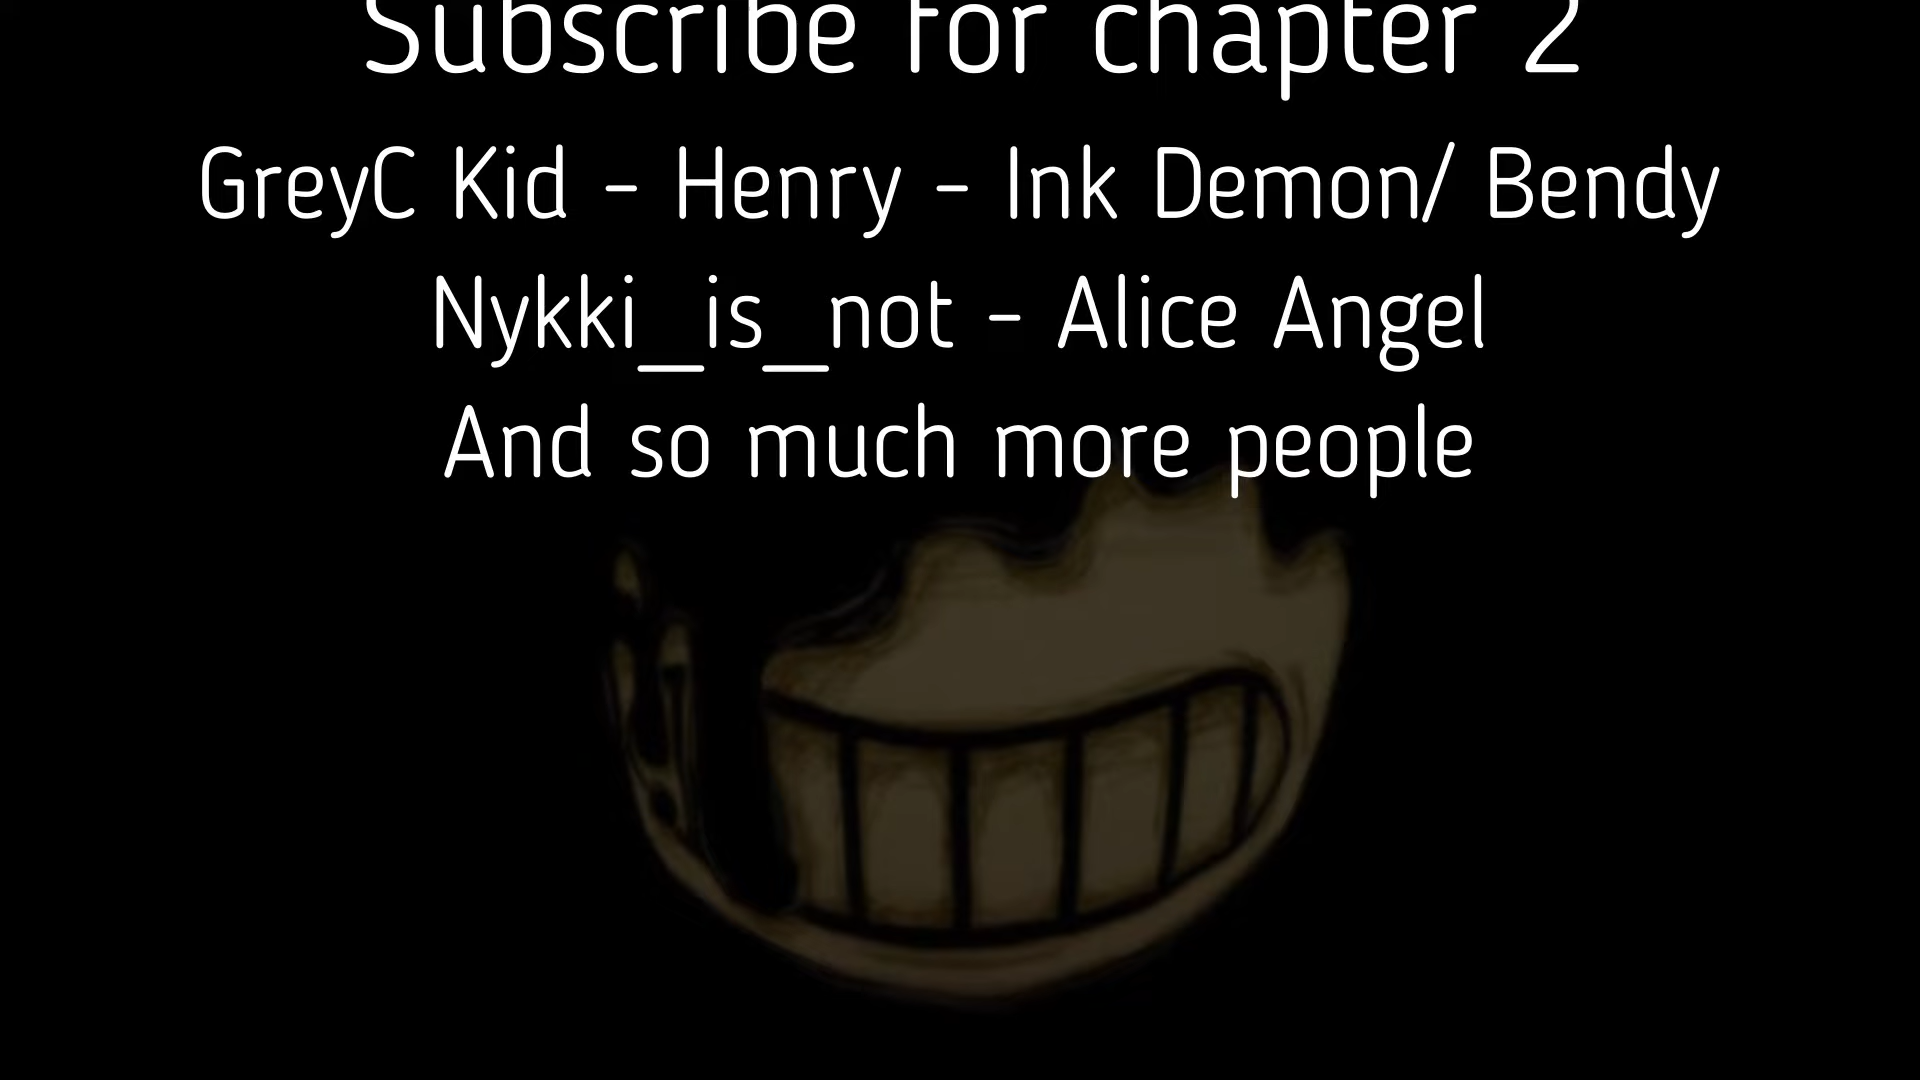 Subscribe for chapter 2
GreyC Kid - Henry - Ink Demon/ Bendy
Nykki_is_not - Alice Angel
And so much more people